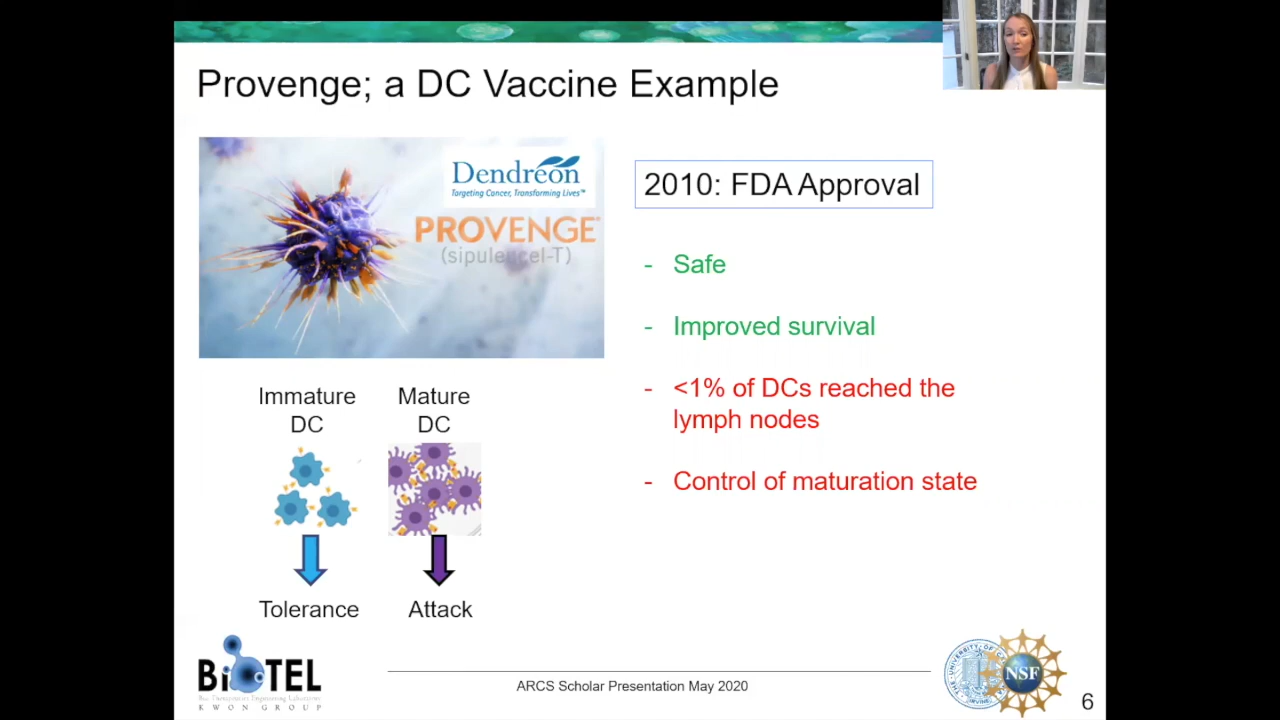 Provenge; a DC Vaccine Example
Dendreon
Targeting Cancer, Transforming Lives™
PROVENGE®
(sipuleucel-T)
2010: FDA Approval
- Safe
- Improved survival
- <1% of DCs reached the
lymph nodes
- Control of maturation state
Immature
DC
Mature
DC
Tolerance
Attack
BioTEL
KWON GROUP
ARCS Scholar Presentation May 2020
NSF
6